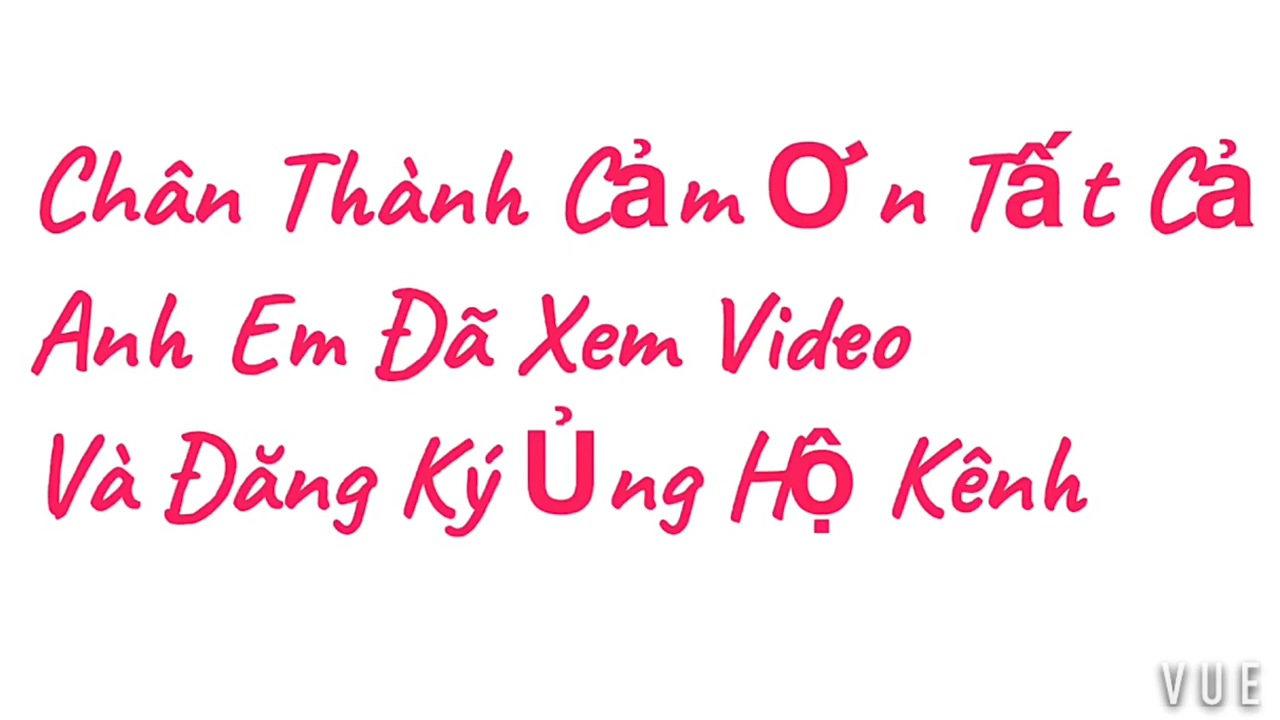 Chân Thành Cảm Ơn Tất Cả
Anh Em Đã Xem Video
Và Đăng Ký Ủng Hộ Kênh
VUE